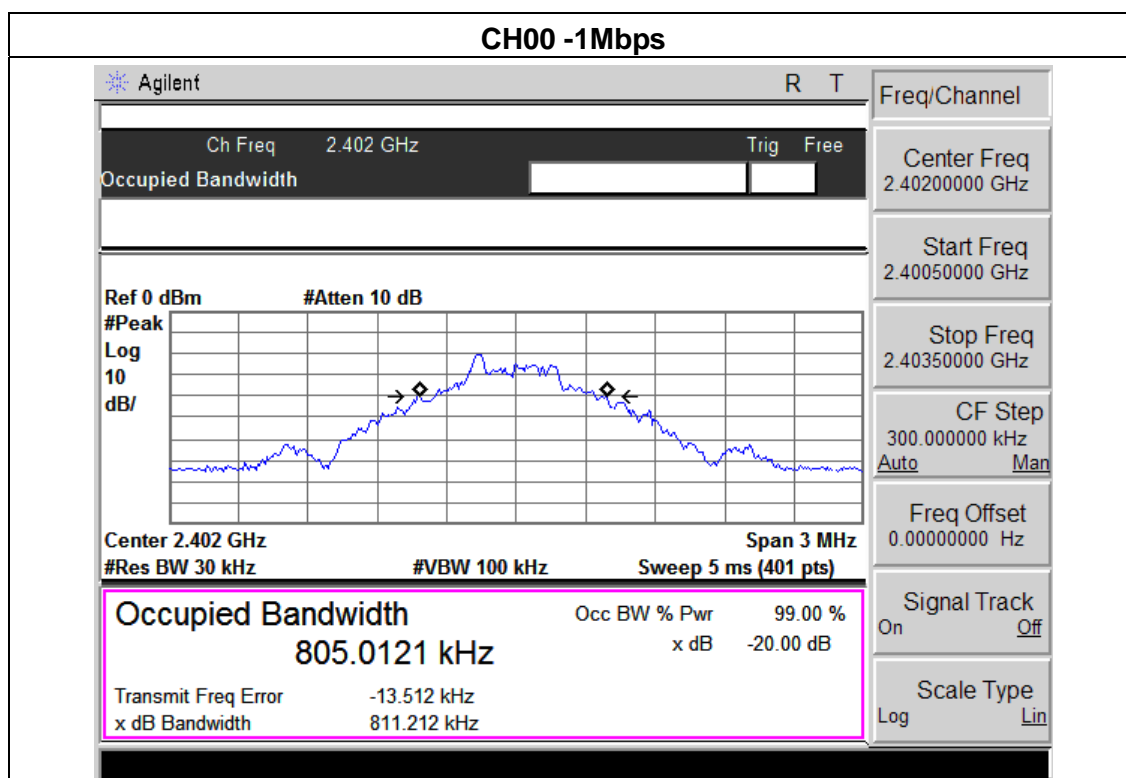 CH00 -1Mbps
Agilent R T
Ch Freq 2.402 GHz Trig Free
Occupied Bandwidth
Ref 0 dBm #Atten 10 dB
#Peak
Log
10
dB/
Center 2.402 GHz Span 3 MHz
#Res BW 30 kHz #VBW 100 kHz Sweep 5 ms (401 pts)
Occupied Bandwidth Occ BW % Pwr 99.00 %
805.0121 kHz x dB -20.00 dB
Transmit Freq Error -13.512 kHz
x dB Bandwidth 811.212 kHz
Freq/Channel
Center Freq
2.40200000 GHz
Start Freq
2.40050000 GHz
Stop Freq
2.40350000 GHz
CF Step
300.000000 kHz
Auto Man
Freq Offset
0.00000000 Hz
Signal Track
On Off
Scale Type
Log Lin